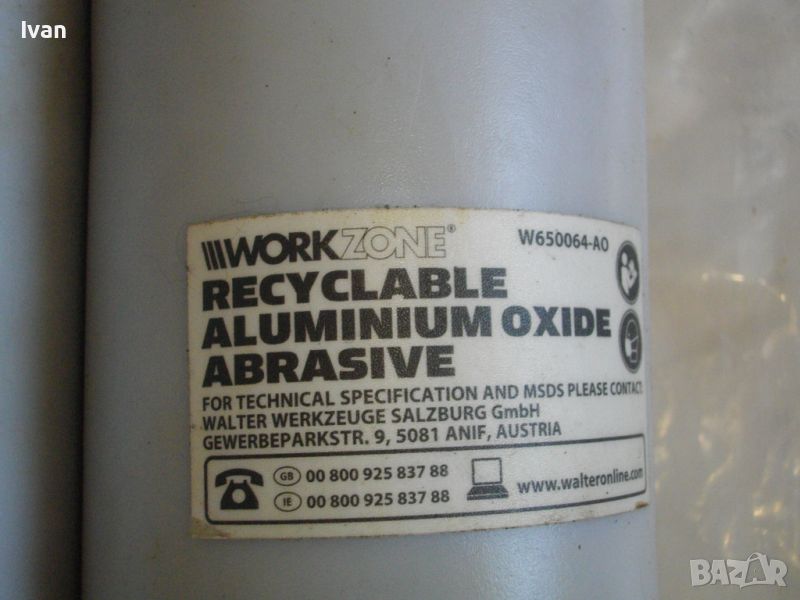 Ivan
WORKZONE® W650064-AO
RECYCLABLE
ALUMINIUM OXIDE
ABRASIVE
FOR TECHNICAL SPECIFICATION AND MSDS PLEASE CONTACT:
WALTER WERKZEUGE SALZBURG GmbH
GEWERBEPARKSTR. 9, 5081 ANIF, AUSTRIA
GB 00 800 925 837 88
IE 00 800 925 837 88
www.walteronline.com
BAZAR